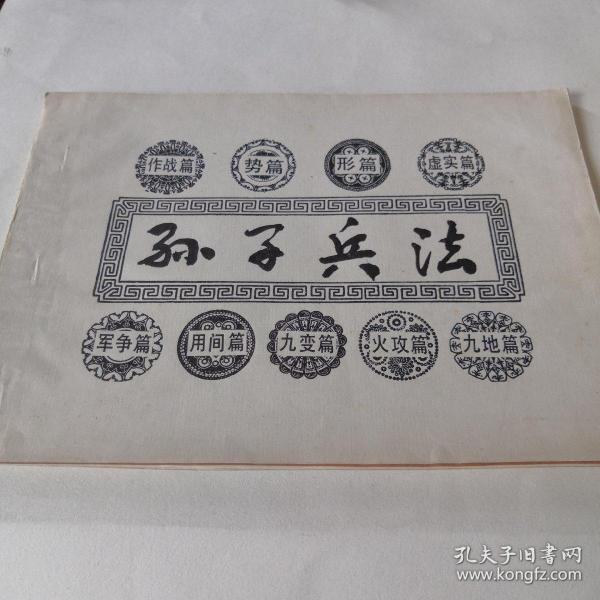 作战篇 势篇 形篇 虚实篇
孙子兵法
军争篇 用间篇 九变篇 火攻篇 九地篇
孔夫子旧書网
www.kongfz.com